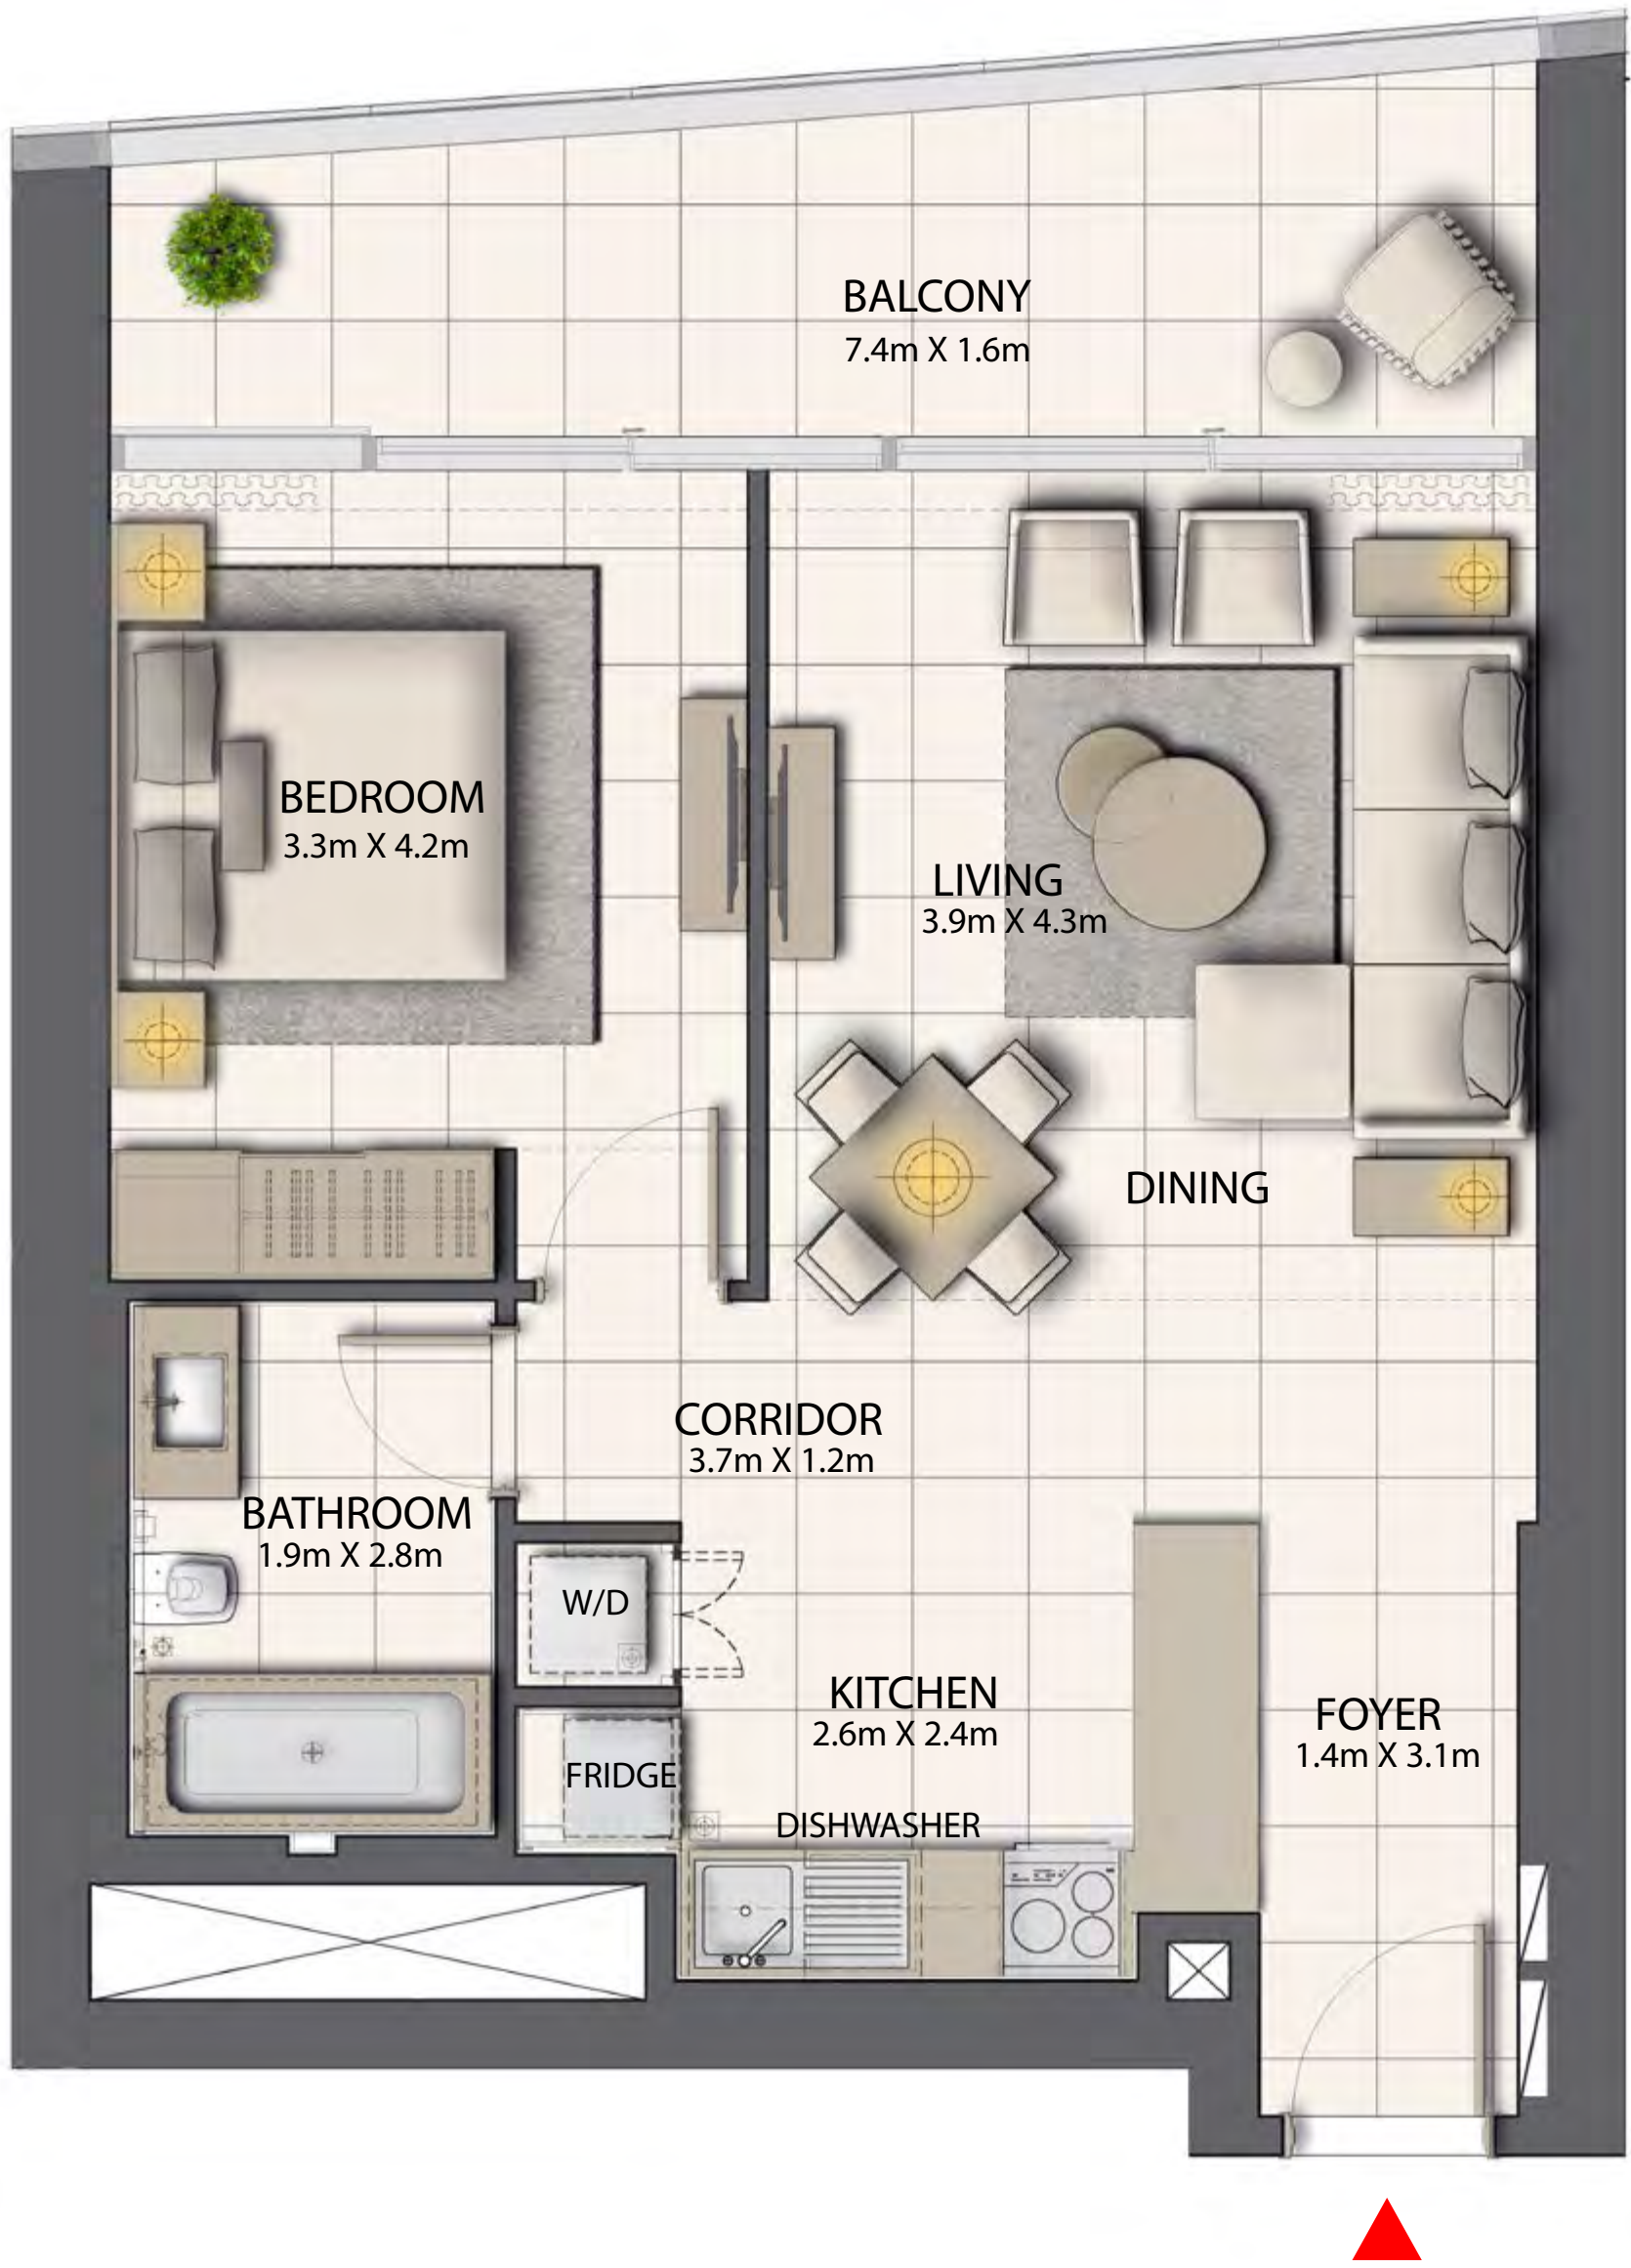 BALCONY
7.4m X 1.6m
BEDROOM
3.3m X 4.2m
LIVING
3.9m X 4.3m
DINING
CORRIDOR
3.7m X 1.2m
BATHROOM
1.9m X 2.8m
W/D
KITCHEN
2.6m X 2.4m
FOYER
1.4m X 3.1m
FRIDGE
DISHWASHER